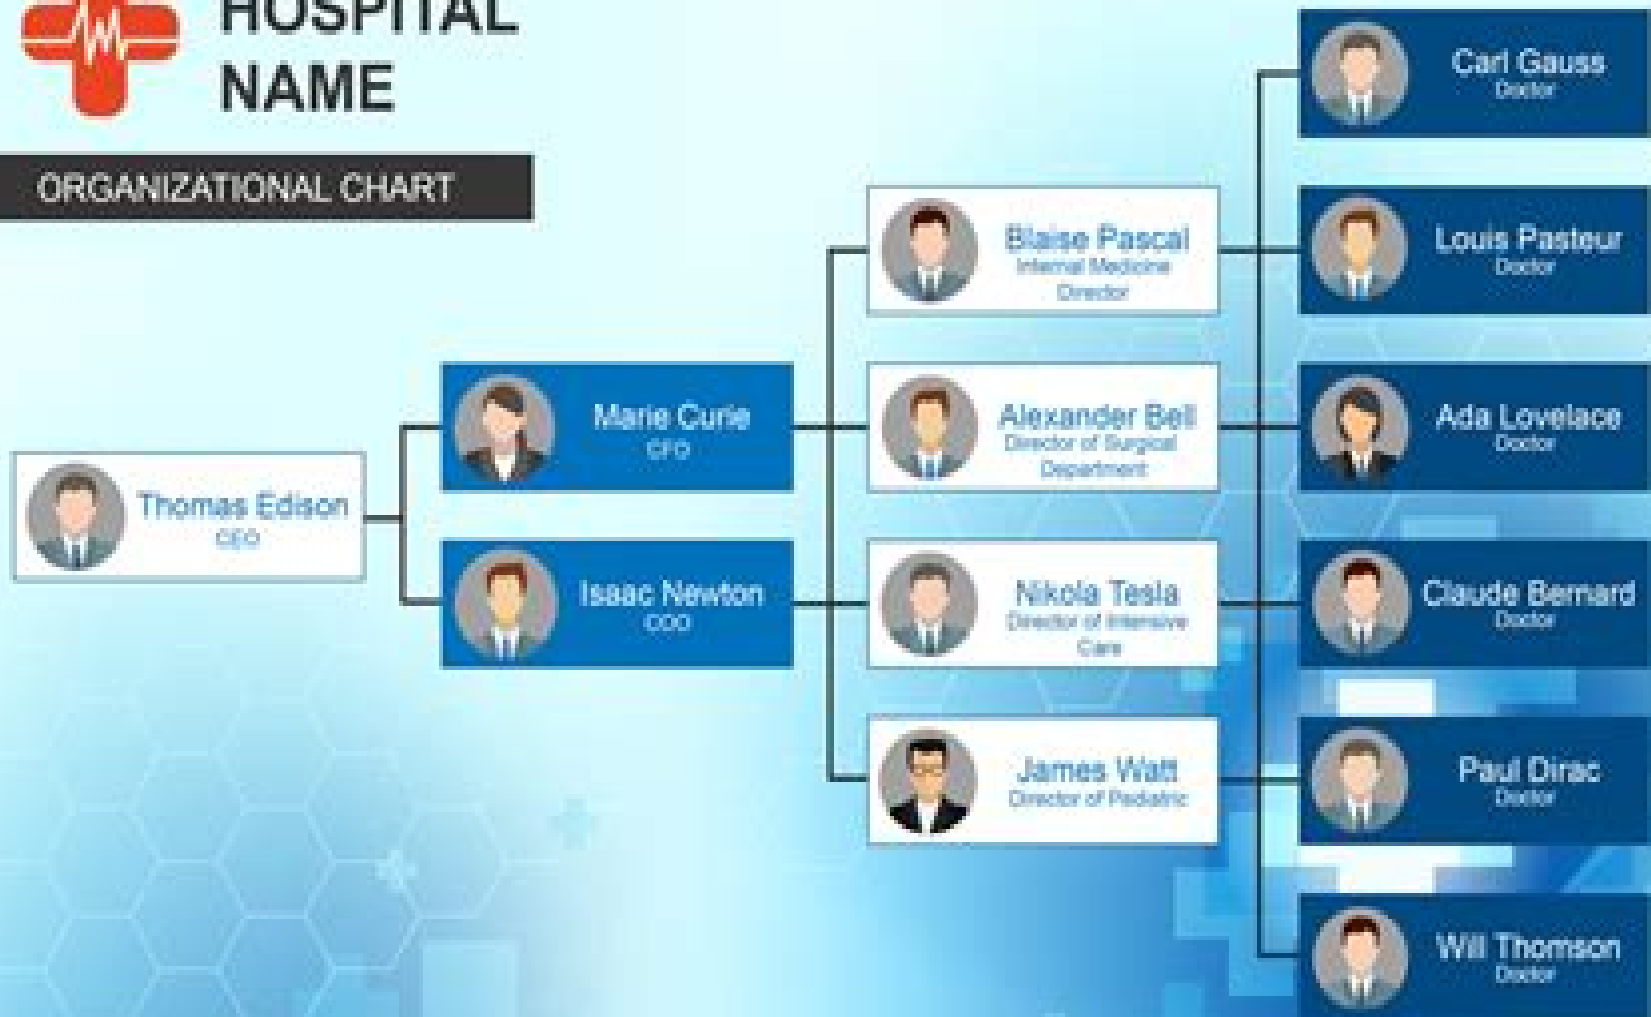 HOSPITAL
NAME
ORGANIZATIONAL CHART
Thomas Edison
CEO
Marie Curie
CFO
Isaac Newton
COO
Blaise Pascal
Internal Medicine
Director
Alexander Bell
Director of Surgical
Department
Nikola Tesla
Director of Intensive
Care
James Watt
Director of Pediatric
Carl Gauss
Doctor
Louis Pasteur
Doctor
Ada Lovelace
Doctor
Claude Bernard
Doctor
Paul Dirac
Doctor
Will Thomson
Doctor